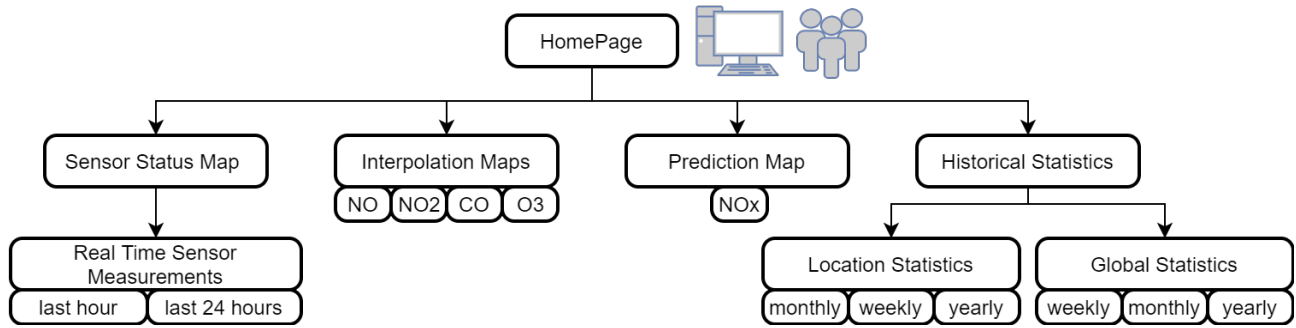 HomePage
Sensor Status Map
Interpolation Maps
NO NO2 CO O3
Prediction Map
NOx
Historical Statistics
Real Time Sensor
Measurements
last hour last 24 hours
Location Statistics
monthly weekly yearly
Global Statistics
weekly monthly yearly